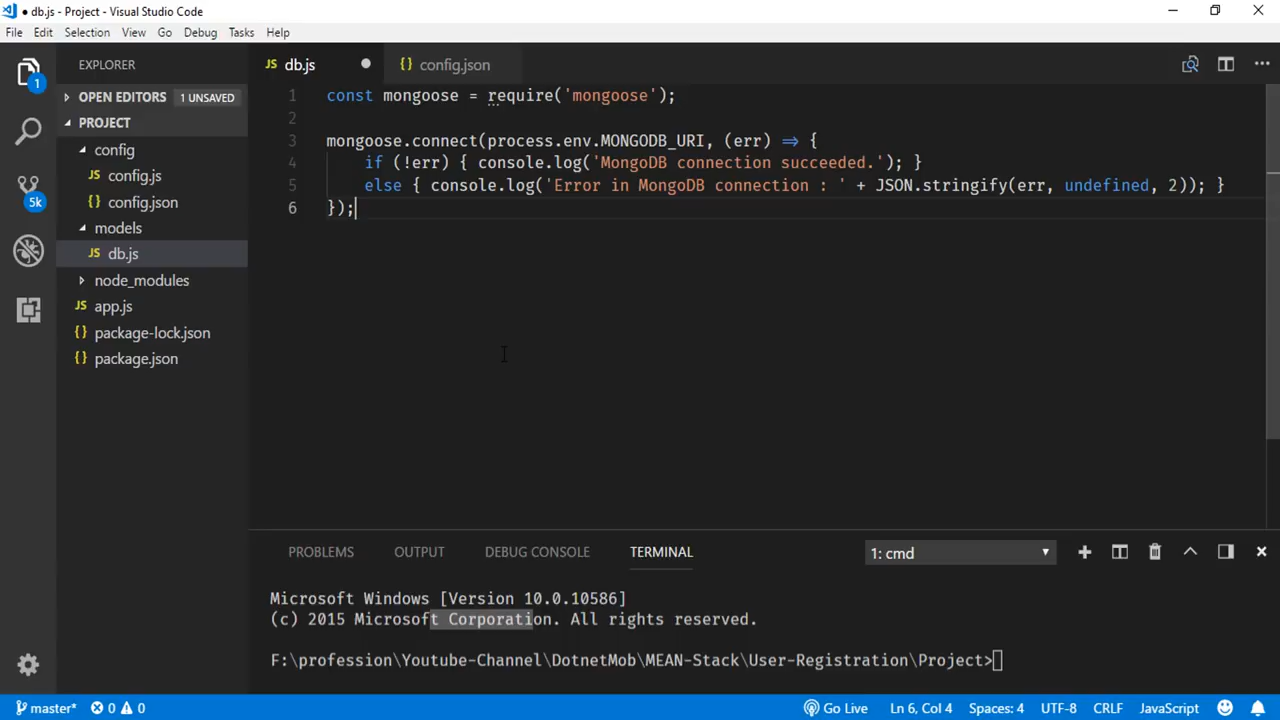 ● db.js - Project - Visual Studio Code
File Edit Selection View Go Debug Tasks Help
EXPLORER
OPEN EDITORS 1 UNSAVED
PROJECT
config
JS config.js
{} config.json
models
JS db.js
node_modules
JS app.js
{} package-lock.json
{} package.json
1
5k
JS db.js ● {} config.json
1 const mongoose = require('mongoose');
2
3 mongoose.connect(process.env.MONGODB_URI, (err) => {
4     if (!err) { console.log('MongoDB connection succeeded.'); }
5     else { console.log('Error in MongoDB connection : ' + JSON.stringify(err, undefined, 2)); }
6 });
PROBLEMS OUTPUT DEBUG CONSOLE TERMINAL 1: cmd
Microsoft Windows [Version 10.0.10586]
(c) 2015 Microsoft Corporation. All rights reserved.
F:\profession\Youtube-Channel\DotnetMob\MEAN-Stack\User-Registration\Project>
master* 0 0 Go Live Ln 6, Col 4 Spaces: 4 UTF-8 CRLF JavaScript